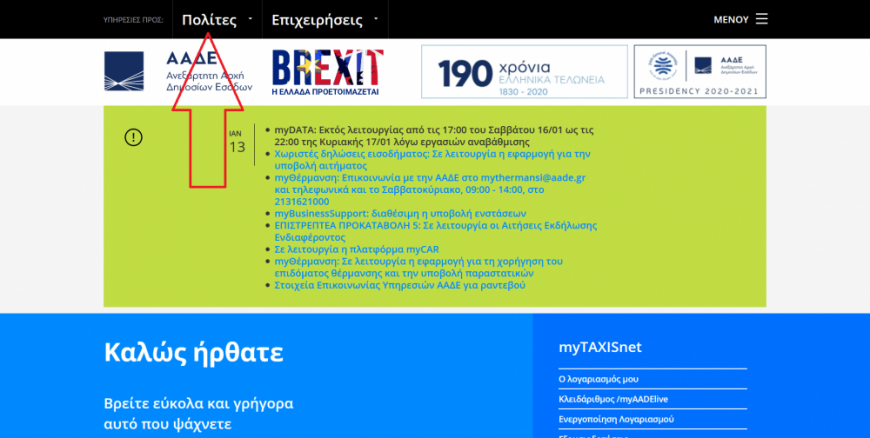 ΥΠΗΡΕΣΙΕΣ ΠΡΟΣ:
Πολίτες
Επιχειρήσεις
ΜΕΝΟΥ
ΑΑΔΕ
Ανεξάρτητη Αρχή
Δημοσίων Εσόδων
BREXIT
Η ΕΛΛΑΔΑ ΠΡΟΕΤΟΙΜΑΖΕΤΑΙ
190 χρόνια
ΕΛΛΗΝΙΚΑ ΤΕΛΩΝΕΙΑ
1830 - 2020
ΑΑΔΕ
PRESIDENCY 2020-2021
ΙΑΝ
13
myDATA: Εκτός λειτουργίας από τις 17:00 του Σαββάτου 16/01 ως τις
22:00 της Κυριακής 17/01 λόγω εργασιών αναβάθμισης
Χωριστές δηλώσεις εισοδήματος: Σε λειτουργία η εφαρμογή για την
υποβολή αιτήματος
myΘέρμανση: Επικοινωνία με την ΑΑΔΕ στο mythermansi@aade.gr
και τηλεφωνικά και το Σαββατοκύριακο, 09:00 - 14:00, στο
2131621000
myBusinessSupport: διαθέσιμη η υποβολή ενστάσεων
ΕΠΙΣΤΡΕΠΤΕΑ ΠΡΟΚΑΤΑΒΟΛΗ 5: Σε λειτουργία οι Αιτήσεις Εκδήλωσης
Ενδιαφέροντος
Σε λειτουργία η πλατφόρμα myCAR
myΘέρμανση: Σε λειτουργία η εφαρμογή για τη χορήγηση του
επιδόματος θέρμανσης και την υποβολή παραστατικών
Στοιχεία Επικοινωνίας Υπηρεσιών ΑΑΔΕ για ραντεβού
Καλώς ήρθατε
Βρείτε εύκολα και γρήγορα
αυτό που ψάχνετε
myTAXISnet
Ο λογαριασμός μου
Κλειδάριθμος /myAADElive
Ενεργοποίηση Λογαριασμού